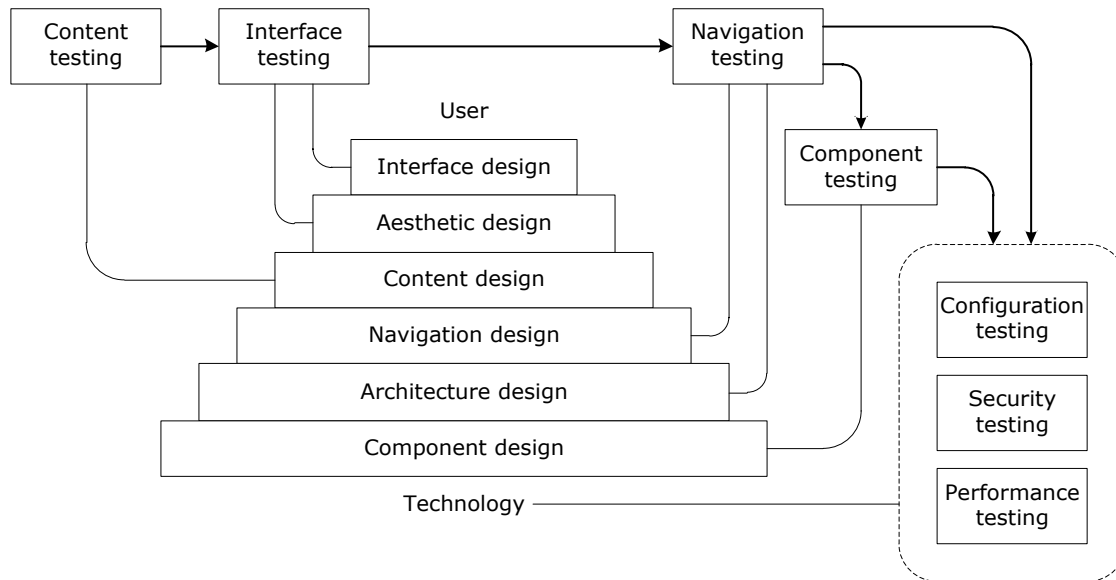 Content
testing
Interface
testing
Navigation
testing
User
Interface design
Component
testing
Aesthetic design
Content design
Configuration
testing
Navigation design
Architecture design
Security
testing
Component design
Technology
Performance
testing